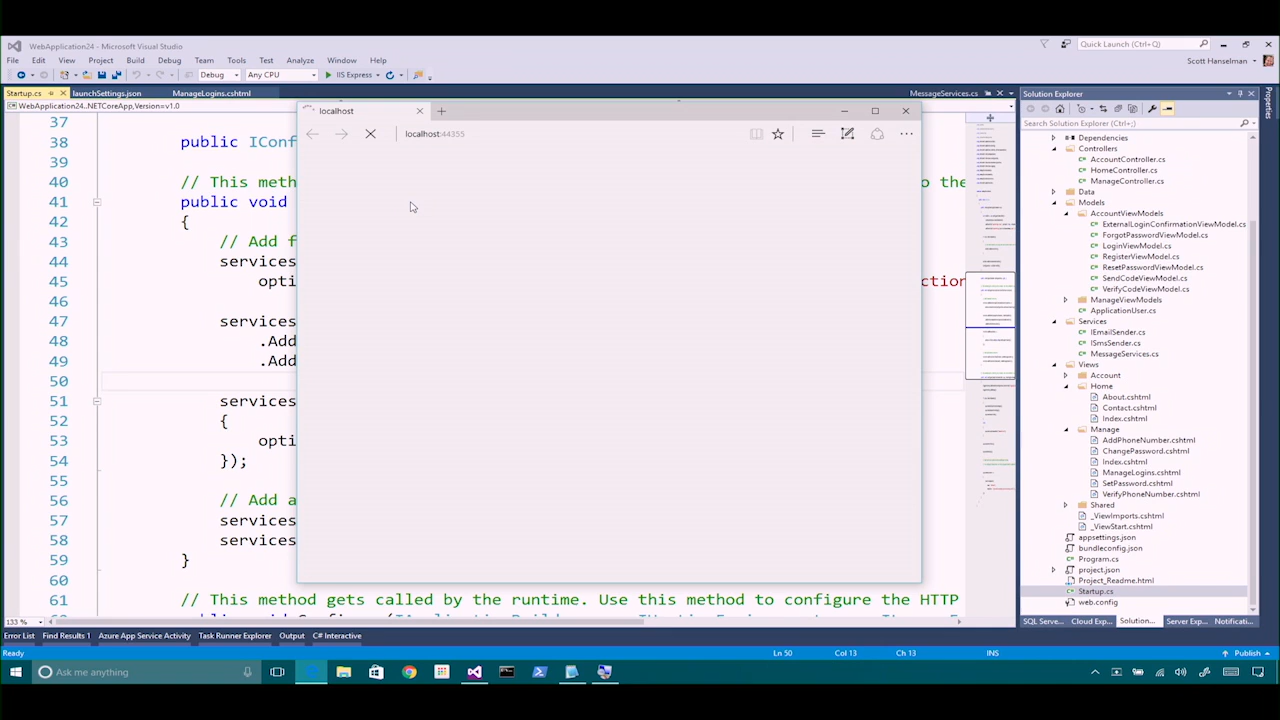 WebApplication24 - Microsoft Visual Studio
Quick Launch (Ctrl+Q)
File Edit View Project Build Debug Team Tools Test Analyze Window Help
Scott Hanselman
Debug Any CPU IIS Express
Startup.cs launchSettings.json ManageLogins.cshtml MessageServices.cs
WebApplication24..NETCoreApp,Version=v1.0
localhost
localhost:44355
37
38 public IConf
39
40 // This meth o the
41 public void
42 {
43 // Add f
44 services
45 opti ction
46
47 services
48 .Add
49 .Add
50
51 services
52 {
53 opti
54 });
55
56 // Add a
57 services
58 services
59 }
60
61 // This method gets called by the runtime. Use this method to configure the HTTP
133 %
Solution Explorer
Search Solution Explorer (Ctrl+;)
Dependencies
Controllers
AccountController.cs
HomeController.cs
ManageController.cs
Data
Models
AccountViewModels
ExternalLoginConfirmationViewModel.cs
ForgotPasswordViewModel.cs
LoginViewModel.cs
RegisterViewModel.cs
ResetPasswordViewModel.cs
SendCodeViewModel.cs
VerifyCodeViewModel.cs
ManageViewModels
ApplicationUser.cs
Services
IEmailSender.cs
ISmsSender.cs
MessageServices.cs
Views
Account
Home
About.cshtml
Contact.cshtml
Index.cshtml
Manage
AddPhoneNumber.cshtml
ChangePassword.cshtml
Index.cshtml
ManageLogins.cshtml
SetPassword.cshtml
VerifyPhoneNumber.cshtml
Shared
_ViewImports.cshtml
_ViewStart.cshtml
appsettings.json
bundleconfig.json
Program.cs
project.json
Project_Readme.html
Startup.cs
web.config
SQL Serve... Cloud Exp... Solution... Server Exp... Notificati...
Properties
Error List Find Results 1 Azure App Service Activity Task Runner Explorer Output C# Interactive
Ready Ln 50 Col 13 Ch 13 INS Publish
Ask me anything